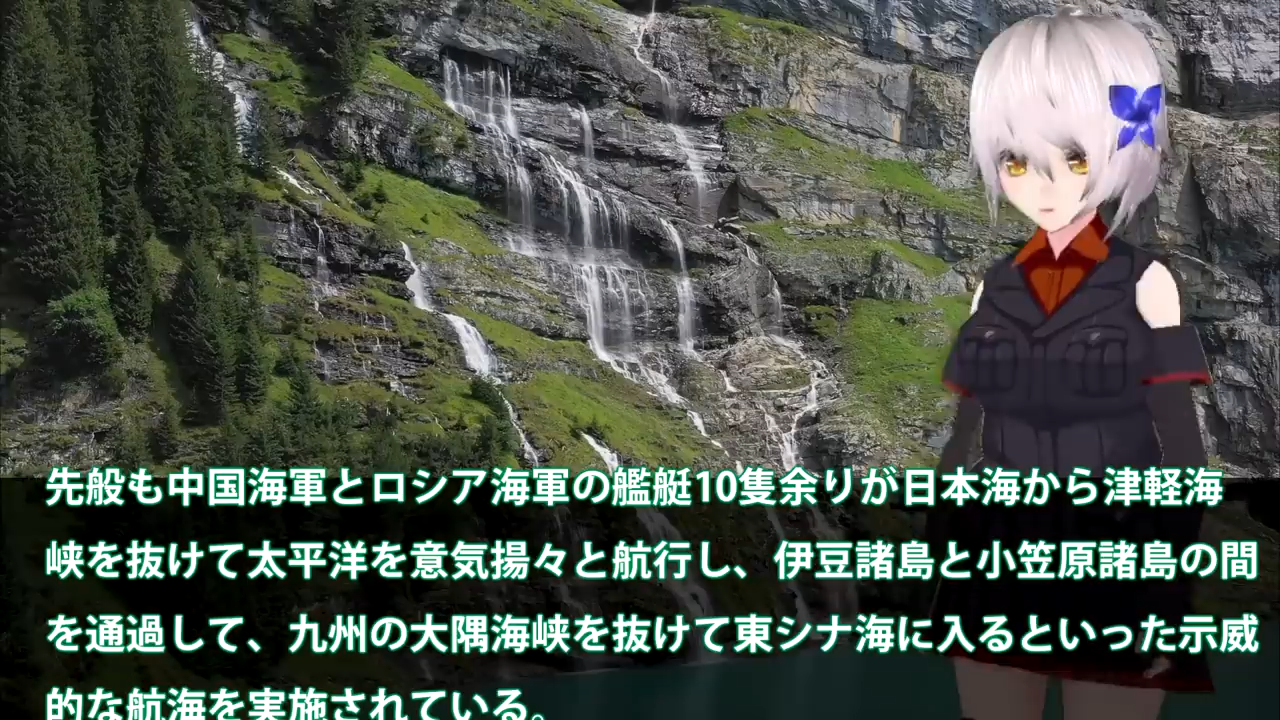 先般も中国海軍とロシア海軍の艦艇10隻余りが日本海から津軽海
峡を抜けて太平洋を意気揚々と航行し、伊豆諸島と小笠原諸島の間
を通過して、九州の大隅海峡を抜けて東シナ海に入るといった示威
的な航海を実施されている。